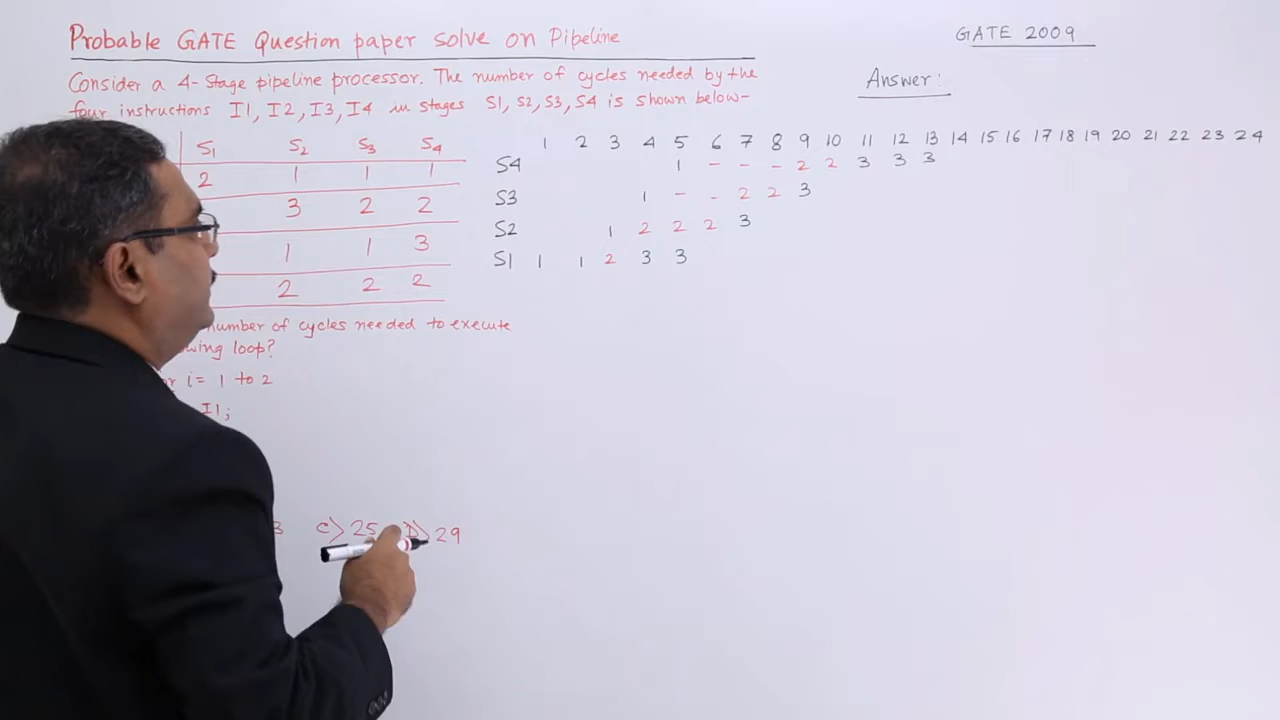 Probable GATE Question paper solve on Pipeline
GATE 2009
Consider a 4-Stage pipeline processor. The number of cycles needed by the
four instructions I1, I2, I3, I4 in stages S1, S2, S3, S4 is shown below-
Answer:
S1 S2 S3 S4
2 1 1 1
3 2 2
1 1 3
2 2 2
1 2 3 4 5 6 7 8 9 10 11 12 13 14 15 16 17 18 19 20 21 22 23 24
S4 1 - - - 2 2 3 3 3
S3 1 - - 2 2 3
S2 1 2 2 2 3
S1 1 1 2 3 3
number of cycles needed to execute
loop?
i= 1 to 2
I1;
3 C) 25 D) 29